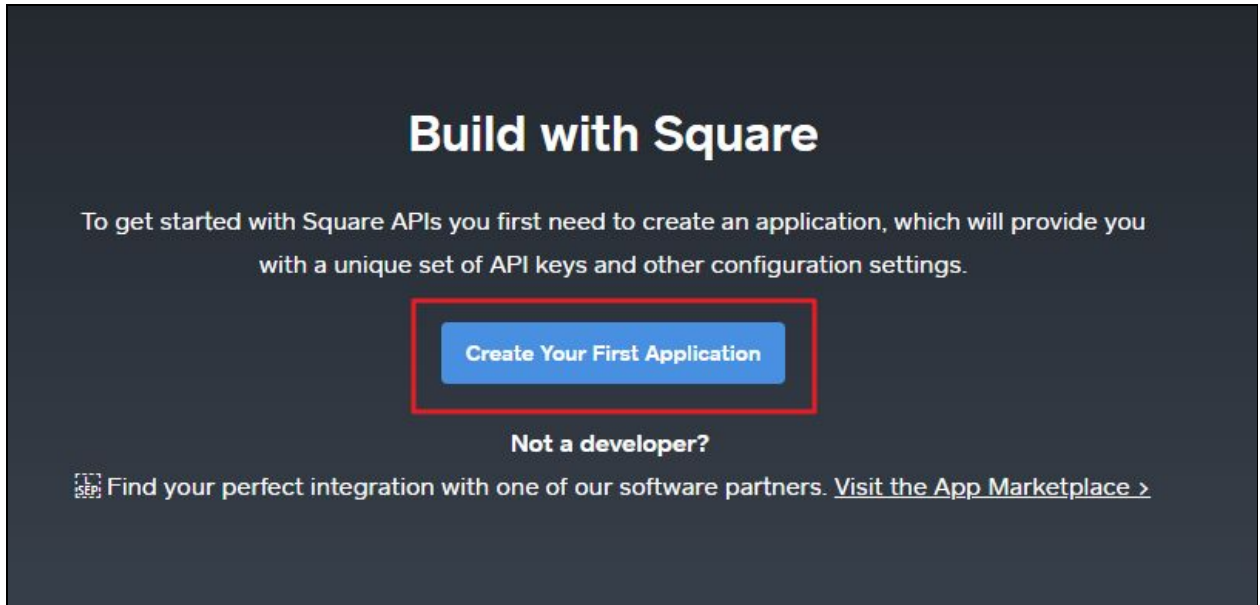 Build with Square
To get started with Square APIs you first need to create an application, which will provide you
with a unique set of API keys and other configuration settings.
Create Your First Application
Not a developer?
L SEP Find your perfect integration with one of our software partners. Visit the App Marketplace >